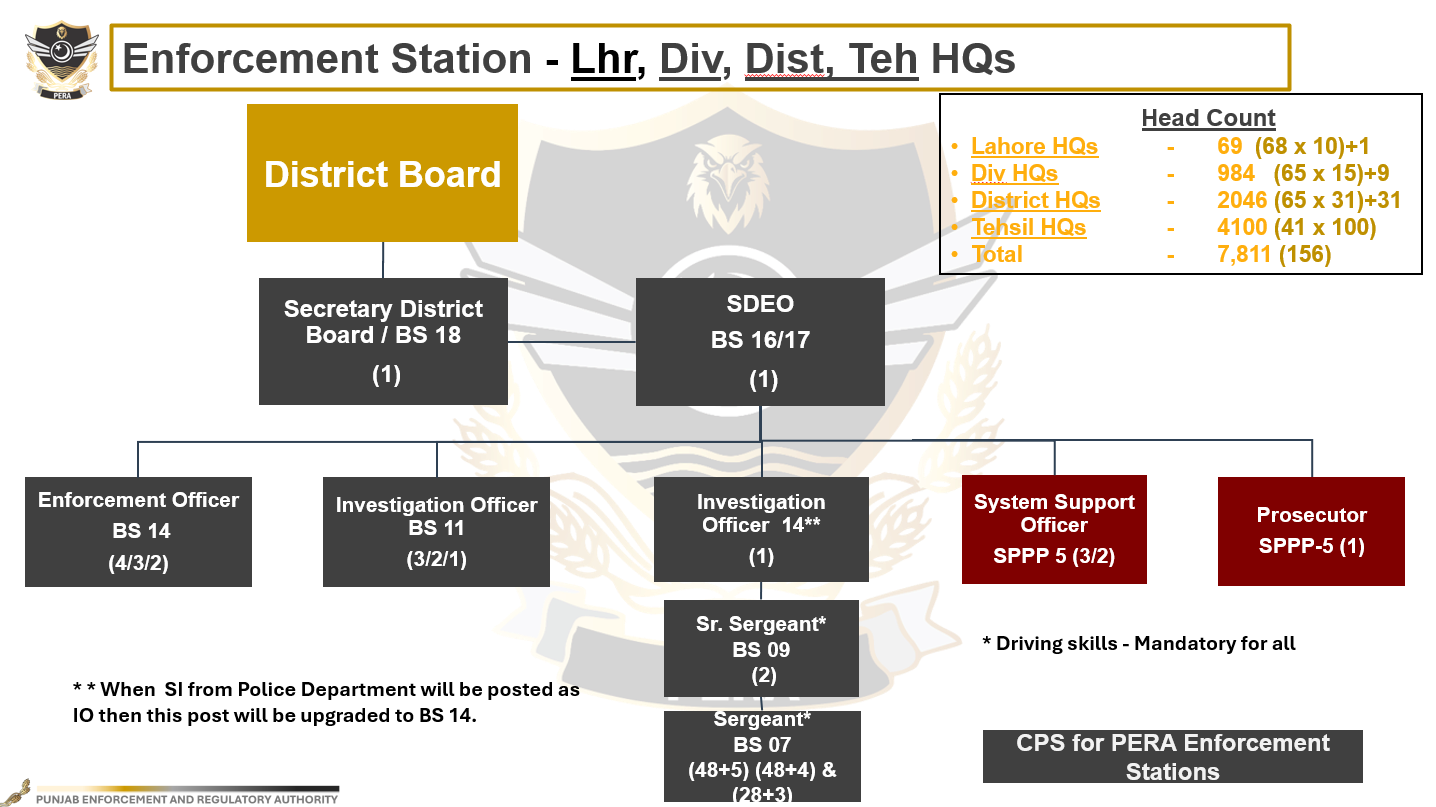 Enforcement Station - Lhr, Div, Dist, Teh HQs
PERA
Head Count
• Lahore HQs - 69 (68 x 10)+1
• Div HQs - 984 (65 x 15)+9
• District HQs - 2046 (65 x 31)+31
• Tehsil HQs - 4100 (41 x 100)
• Total - 7,811 (156)
District Board
Secretary District
Board / BS 18
(1)
SDEO
BS 16/17
(1)
Enforcement Officer
BS 14
(4/3/2)
Investigation Officer
BS 11
(3/2/1)
Investigation
Officer 14**
(1)
System Support
Officer
SPPP 5 (3/2)
Prosecutor
SPPP-5 (1)
Sr. Sergeant*
BS 09
(2)
Sergeant*
BS 07
(48+5) (48+4) &
(28+3)
* Driving skills - Mandatory for all
* * When SI from Police Department will be posted as
IO then this post will be upgraded to BS 14.
CPS for PERA Enforcement
Stations
PUNJAB ENFORCEMENT AND REGULATORY AUTHORITY